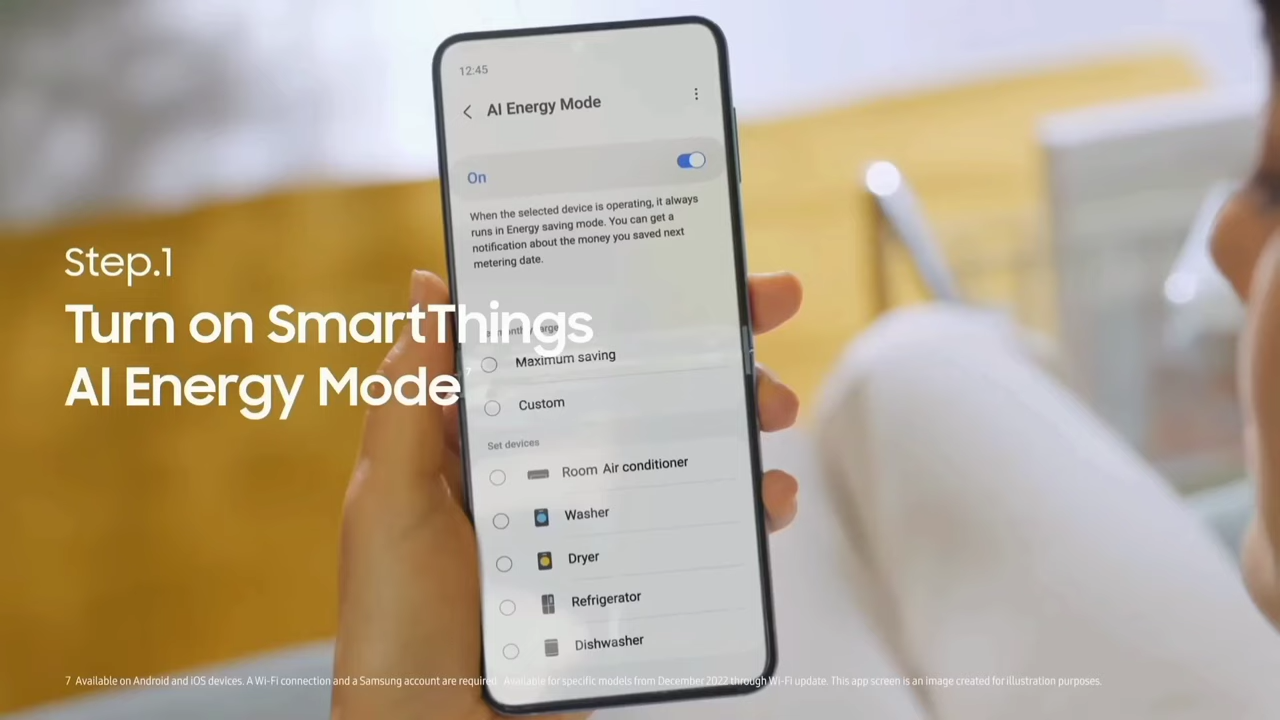 12:45
AI Energy Mode
On
When the selected device is operating, it always
runs in Energy saving mode. You can get a
notification about the money you saved next
metering date.
Step.1
Turn on SmartThings
AI Energy Mode7
Maximum saving
Custom
Set devices
Room Air conditioner
Washer
Dryer
Refrigerator
Dishwasher
7 Available on Android and iOS devices. A Wi-Fi connection and a Samsung account are required. Available for specific models from December 2022 through Wi-Fi update. This app screen is an image created for illustration purposes.